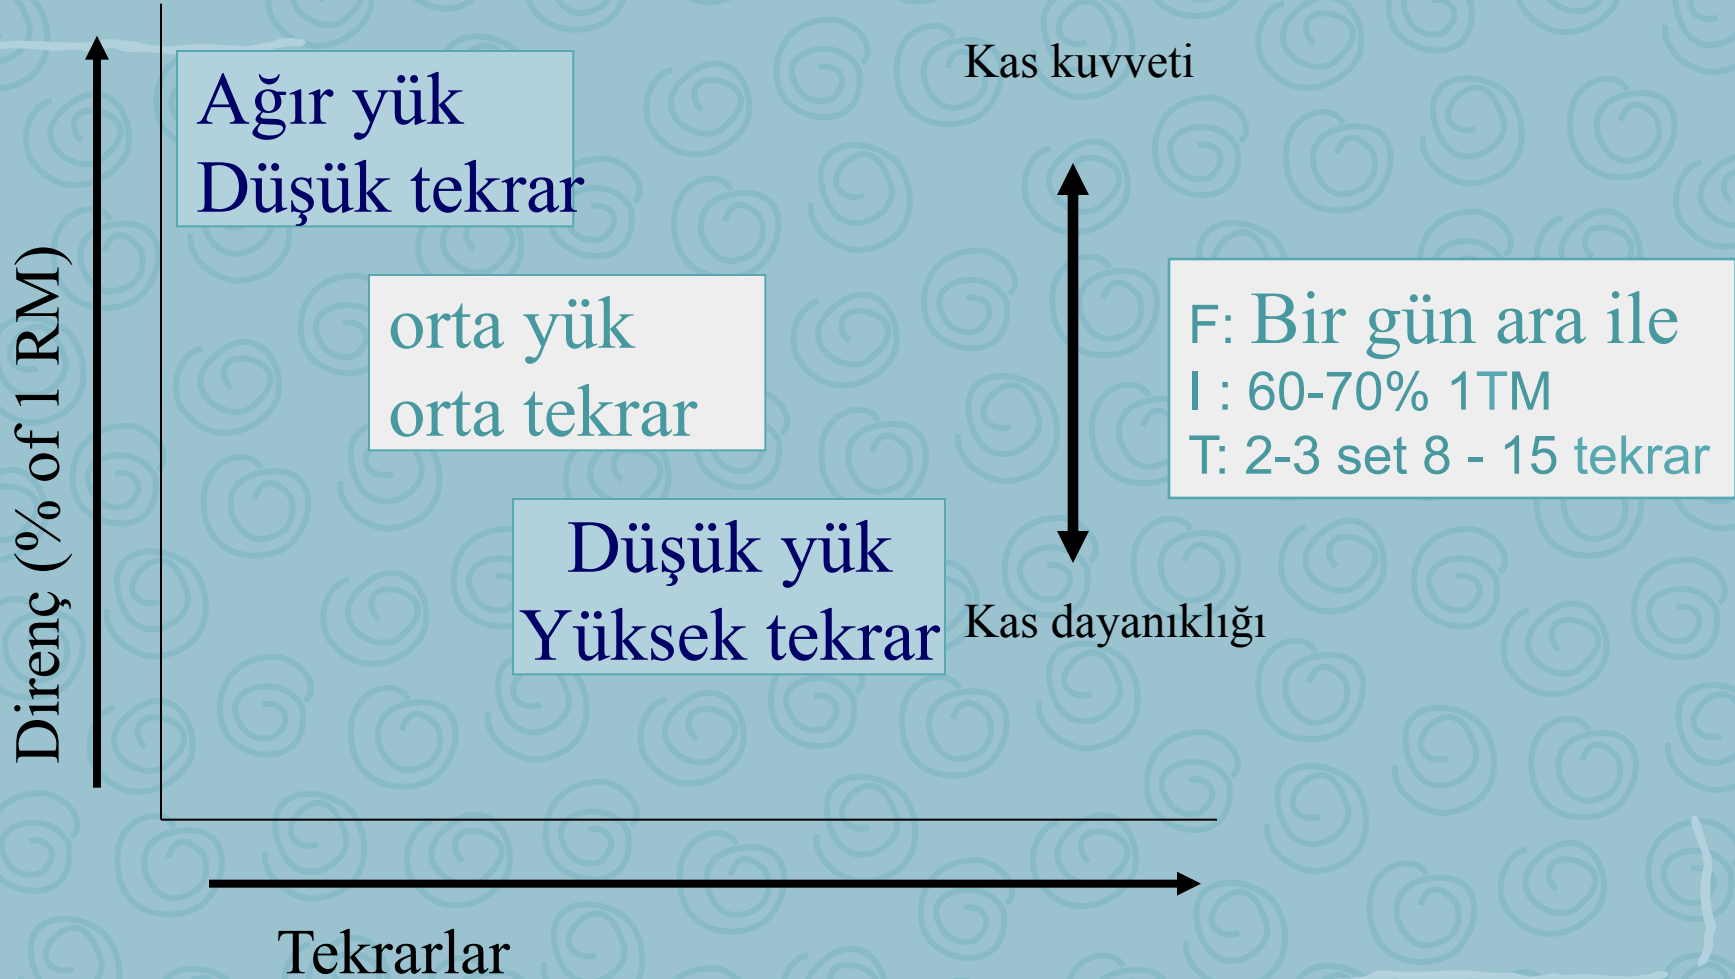 Direnç (% of 1 RM)
Ağır yük
Düşük tekrar
orta yük
orta tekrar
Düşük yük
Yüksek tekrar
Kas kuvveti
Kas dayanıklığı
F: Bir gün ara ile
I : 60-70% 1TM
T: 2-3 set 8 - 15 tekrar
Tekrarlar